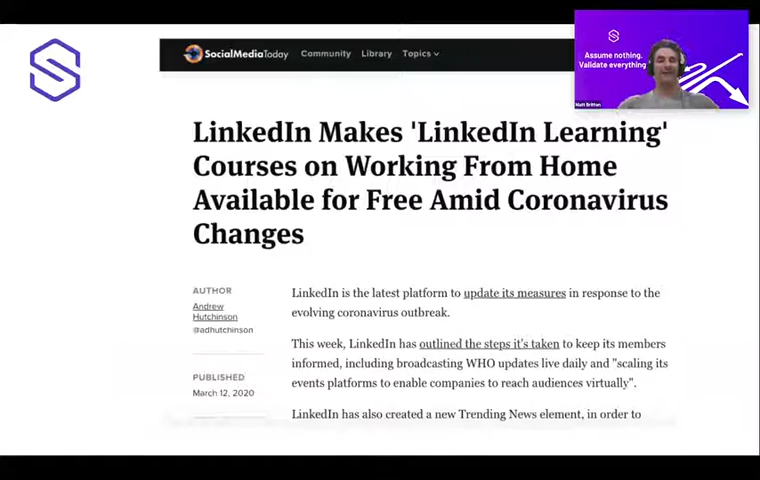 SocialMediaToday Community Library Topics
Assume nothing.
Validate everything
Matt Britton
LinkedIn Makes 'LinkedIn Learning'
Courses on Working From Home
Available for Free Amid Coronavirus
Changes
AUTHOR
Andrew
Hutchinson
@adhutchinson
PUBLISHED
March 12, 2020
LinkedIn is the latest platform to update its measures in response to the
evolving coronavirus outbreak.
This week, LinkedIn has outlined the steps it's taken to keep its members
informed, including broadcasting WHO updates live daily and "scaling its
events platforms to enable companies to reach audiences virtually".
LinkedIn has also created a new Trending News element, in order to